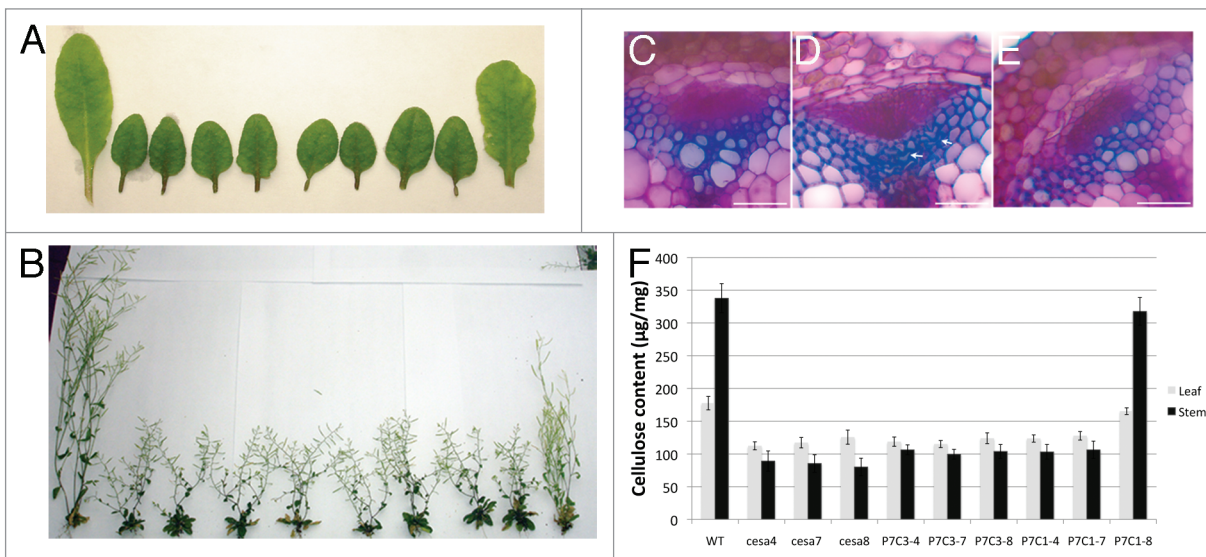 A
C
D
E
B
F
Cellulose content (µg/mg)
400
350
300
250
200
150
100
50
0
WT cesa4 cesa7 cesa8 P7C3-4 P7C3-7 P7C3-8 P7C1-4 P7C1-7 P7C1-8
Leaf
Stem